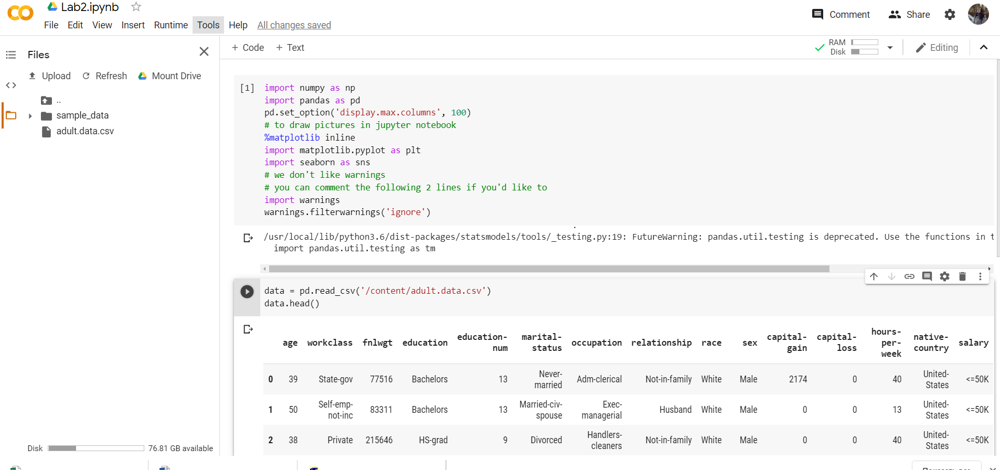 Lab2.ipynb
File Edit View Insert Runtime Tools Help All changes saved
Comment Share
Files
Upload Refresh Mount Drive
..
sample_data
adult.data.csv
Disk 76.81 GB available
+ Code + Text
RAM
Disk
Editing
[1] import numpy as np
import pandas as pd
pd.set_option('display.max.columns', 100)
# to draw pictures in jupyter notebook
%matplotlib inline
import matplotlib.pyplot as plt
import seaborn as sns
# we don't like warnings
# you can comment the following 2 lines if you'd like to
import warnings
warnings.filterwarnings('ignore')
/usr/local/lib/python3.6/dist-packages/statsmodels/tools/_testing.py:19: FutureWarning: pandas.util.testing is deprecated. Use the functions in t
import pandas.util.testing as tm
data = pd.read_csv('/content/adult.data.csv')
data.head()
age workclass fnlwgt education education-num marital-status occupation relationship race sex capital-gain capital-loss hours-per-week native-country salary
0 39 State-gov 77516 Bachelors 13 Never-married Adm-clerical Not-in-family White Male 2174 0 40 United-States <=50K
1 50 Self-emp-not-inc 83311 Bachelors 13 Married-civ-spouse Exec-managerial Husband White Male 0 0 13 United-States <=50K
2 38 Private 215646 HS-grad 9 Divorced Handlers-cleaners Not-in-family White Male 0 0 40 United-States <=50K